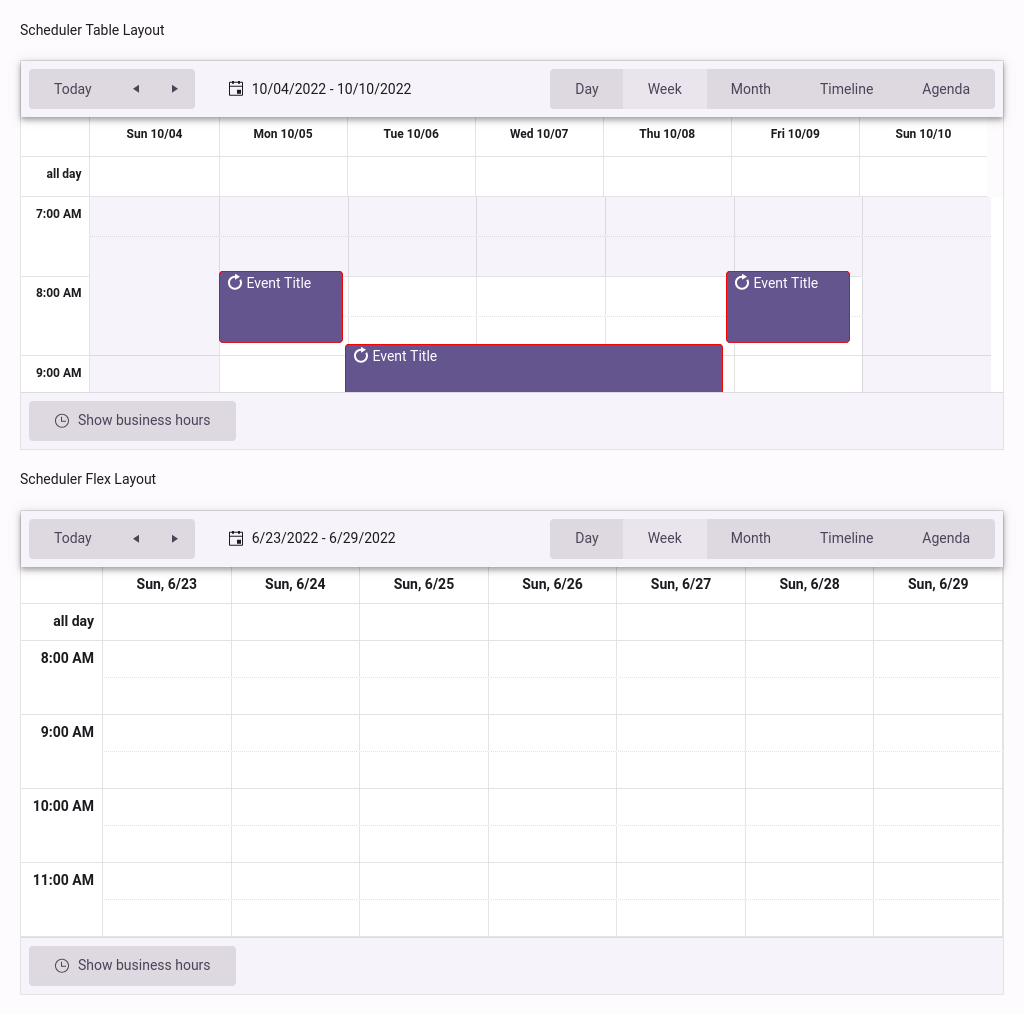 Scheduler Table Layout
Today 10/04/2022 - 10/10/2022 Day Week Month Timeline Agenda
Sun 10/04 Mon 10/05 Tue 10/06 Wed 10/07 Thu 10/08 Fri 10/09 Sun 10/10
all day
7:00 AM
Event Title Event Title
8:00 AM
Event Title
9:00 AM
Show business hours
Scheduler Flex Layout
Today 6/23/2022 - 6/29/2022 Day Week Month Timeline Agenda
Sun, 6/23 Sun, 6/24 Sun, 6/25 Sun, 6/26 Sun, 6/27 Sun, 6/28 Sun, 6/29
all day
8:00 AM
9:00 AM
10:00 AM
11:00 AM
Show business hours